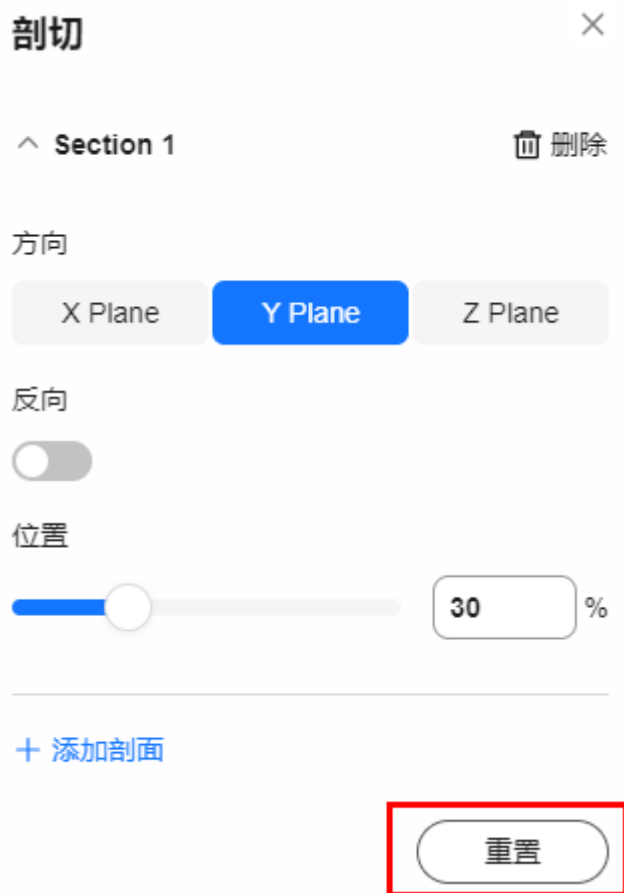 剖切
Section 1 删除
方向
X Plane Y Plane Z Plane
反向
位置
30 %
+ 添加剖面
重置